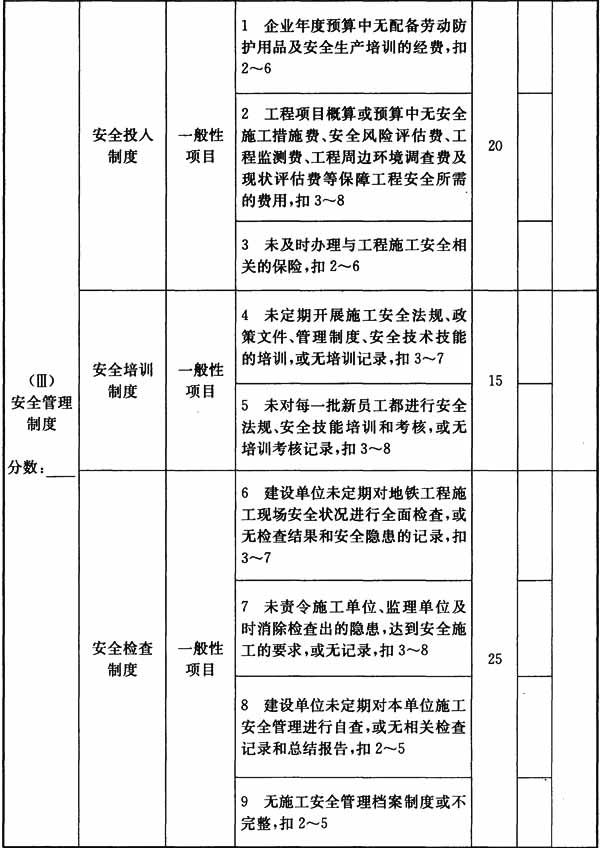 1 企业年度预算中无配备劳动防
护用品及安全生产培训的经费,扣
2～6
安全投入
制度
一般性
项目
2 工程项目概算或预算中无安全
施工措施费、安全风险评估费、工
程监测费、工程周边环境调查费及
现状评估费等保障工程安全所需
的费用,扣 3～8
20
3 未及时办理与工程施工安全相
关的保险,扣 2～6
(Ⅲ)
安全管理
制度
分数:
安全培训
制度
一般性
项目
4 未定期开展施工安全法规、政
策文件、管理制度、安全技术技能
的培训,或无培训记录,扣 3～7
15
5 未对每一批新员工都进行安全
法规、安全技能培训和考核,或无
培训考核记录,扣 3～8
6 建设单位未定期对地铁工程施
工现场安全状况进行全面检查,或
无检查结果和安全隐患的记录,扣
3～7
安全检查
制度
一般性
项目
7 未责令施工单位、监理单位及
时消除检查出的隐患,达到安全施
工的要求,或无记录,扣 3～8
25
8 建设单位未定期对本单位施工
安全管理进行自查,或无相关检查
记录和总结报告,扣 2～5
9 无施工安全管理档案制度或不
完整,扣 2～5